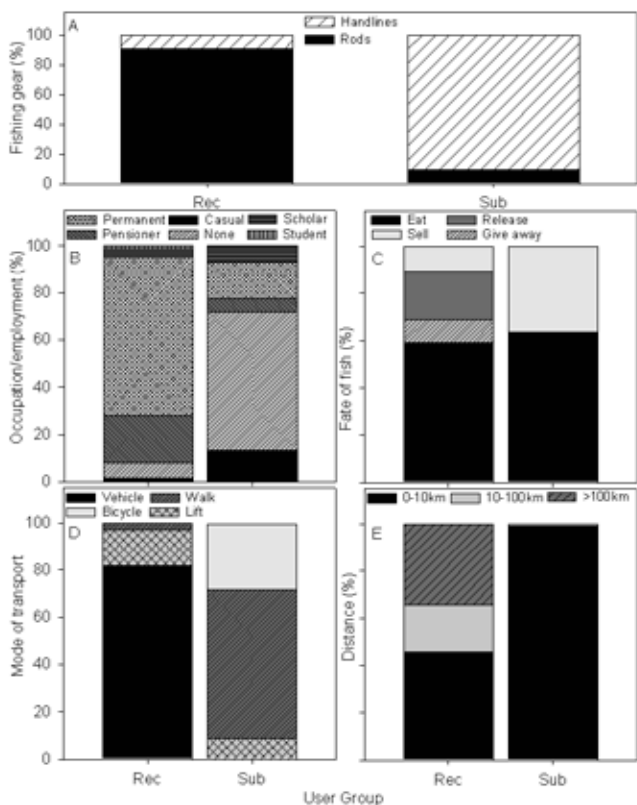 A
Handlines
Rods
Fishing gear (%)
100
80
60
40
20
0
Rec
Sub
Permanent
Casual
Scholar
Pensioner
None
Student
B
Occupation/employment (%)
100
80
60
40
20
0
Eat
Release
Sell
Give away
C
Fate of fish (%)
Vehicle
Walk
Bicycle
Lift
D
Mode of transport
100
80
60
40
20
0
Rec
Sub
0-10km
10-100km
>100km
E
Distance (%)
Rec
Sub
User Group